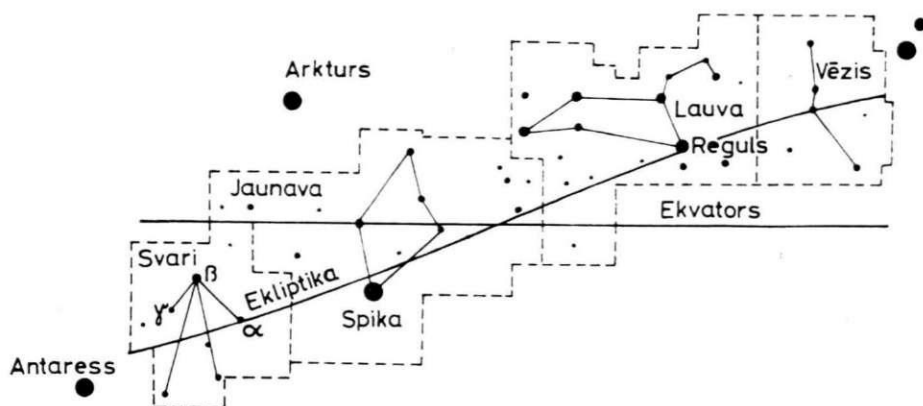 Arkturs
Vēzis
Lauva
Reguls
Jaunava
Ekvators
Svari
β
Ekliptika
γ
α
Spika
Antaress